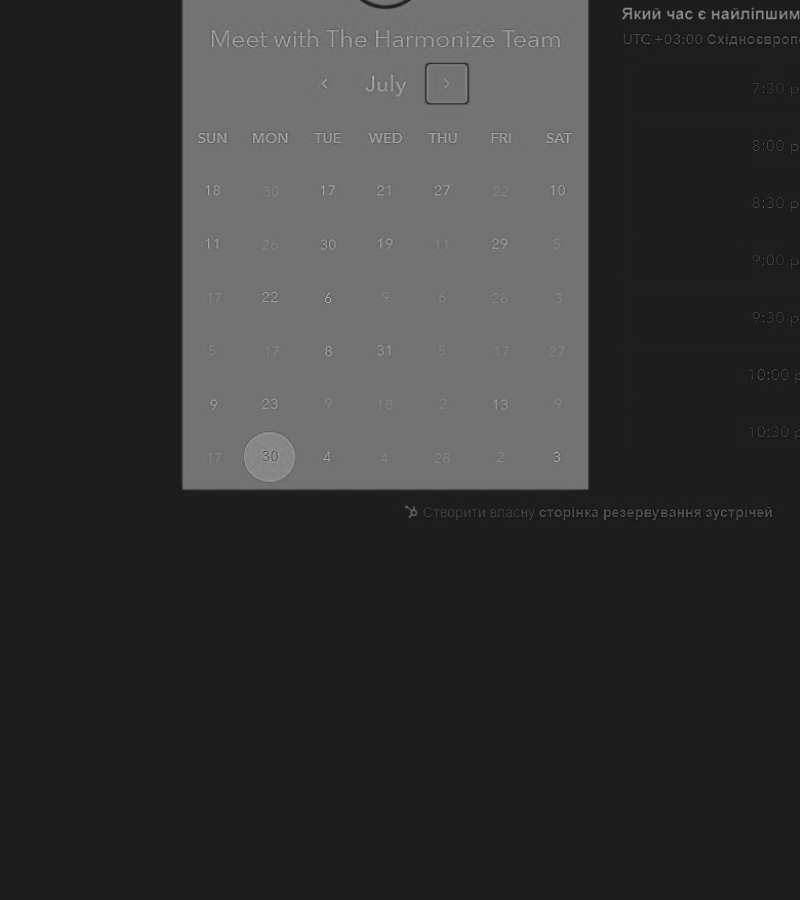 Meet with The Harmonize Team
July
SUN MON TUE WED THU FRI SAT
18 30 17 21 27 22 10
11 26 30 19 11 29 5
17 22 6 9 6 28 3
5 17 8 31 5 17 27
9 23 9 18 2 13 9
17 30 4 4 28 2 3
Який час є найліпшим
UTC +03:00 Східноєвроп
7:30 p
8:00 p
8:30 p
9:00 p
9:30 p
10:00 p
10:30 p
Створити власну сторінка резервування зустрічей